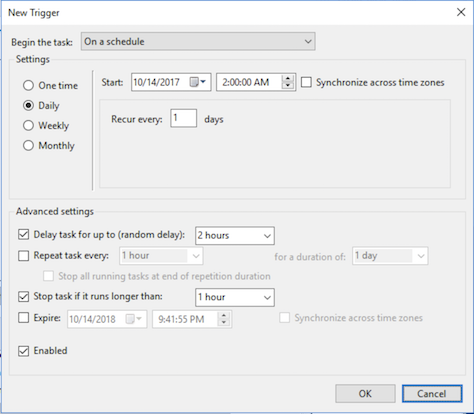 New Trigger
Begin the task: On a schedule
Settings
One time
Daily
Weekly
Monthly
Start: 10/14/2017 2:00:00 AM Synchronize across time zones
Recur every: 1 days
Advanced settings
Delay task for up to (random delay): 2 hours
Repeat task every: 1 hour for a duration of: 1 day
Stop all running tasks at end of repetition duration
Stop task if it runs longer than: 1 hour
Expire: 10/14/2018 9:41:55 PM Synchronize across time zones
Enabled
OK Cancel